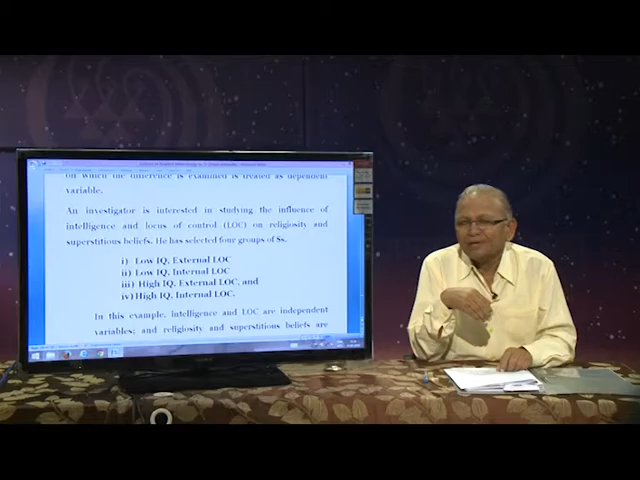 on which the difference is examined is treated as dependent
variable.
An investigator is interested in studying the influence of
intelligence and locus of control (LOC) on religiosity and
superstitious beliefs. He has selected four groups of Ss.
i) Low IQ, External LOC
ii) Low IQ, Internal LOC
iii) High IQ, External LOC, and
iv) High IQ, Internal LOC.
In this example, intelligence and LOC are independent
variables; and religiosity and superstitious beliefs are